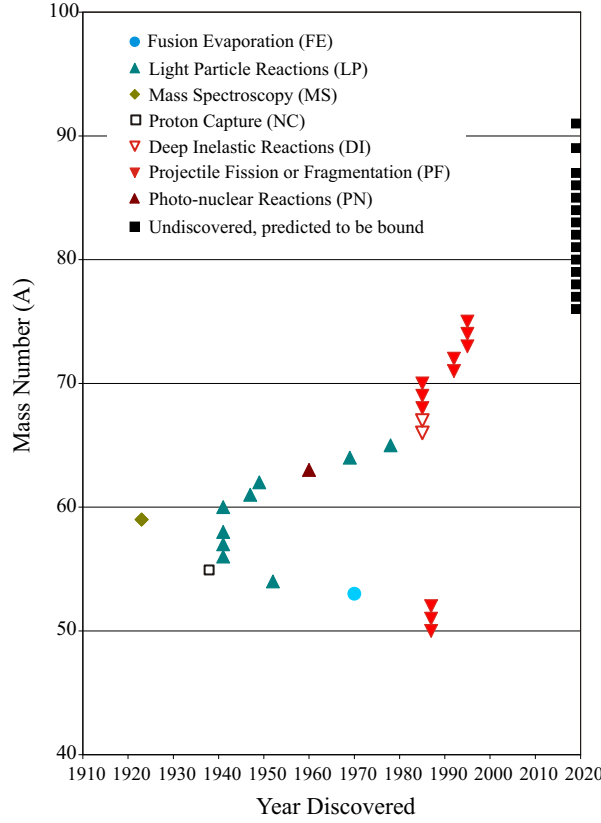 100
Fusion Evaporation (FE)
Light Particle Reactions (LP)
Mass Spectroscopy (MS)
Proton Capture (NC)
Deep Inelastic Reactions (DI)
Projectile Fission or Fragmentation (PF)
Photo-nuclear Reactions (PN)
Undiscovered, predicted to be bound
90
80
70
60
50
40
Mass Number (A)
1910 1920 1930 1940 1950 1960 1970 1980 1990 2000 2010 2020
Year Discovered